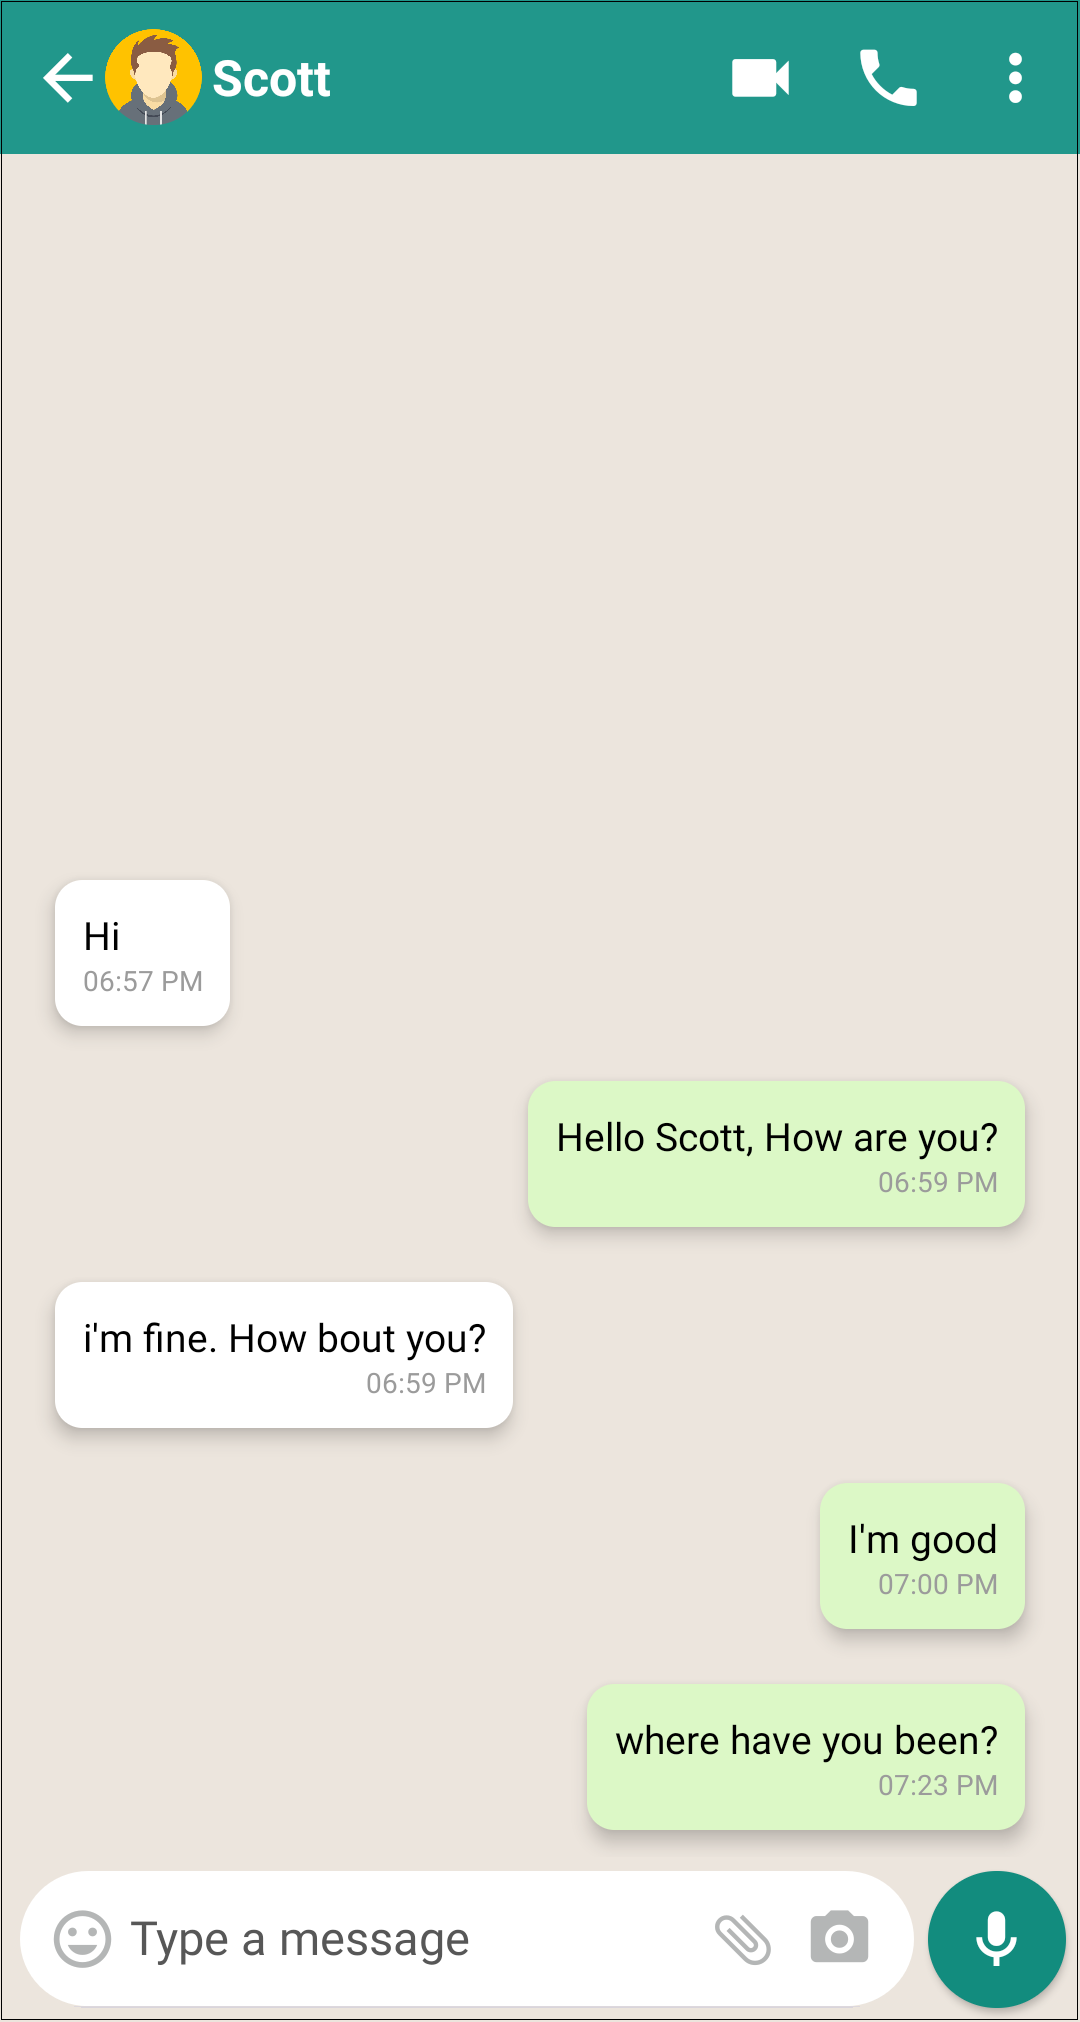 Scott
Hi
06:57 PM
Hello Scott, How are you?
06:59 PM
i'm fine. How bout you?
06:59 PM
I'm good
07:00 PM
where have you been?
07:23 PM
Type a message